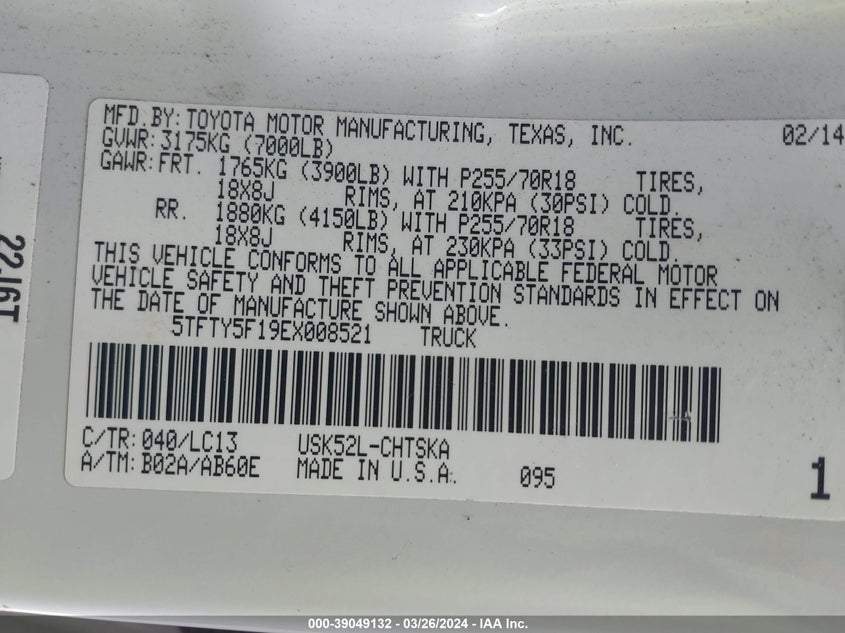 MFD.BY: TOYOTA MOTOR MANUFACTURING, TEXAS, INC. 02/14
GVWR: 3175KG (7000LB)
GAWR: FRT. 1765KG (3900LB) WITH P255/70R18 TIRES,
18X8J RIMS, AT 210KPA (30PSI) COLD.
RR. 1880KG (4150LB) WITH P255/70R18 TIRES,
18X8J RIMS, AT 230KPA (33PSI) COLD.
THIS VEHICLE CONFORMS TO ALL APPLICABLE FEDERAL MOTOR
VEHICLE SAFETY AND THEFT PREVENTION STANDARDS IN EFFECT ON
THE DATE OF MANUFACTURE SHOWN ABOVE.
5TFTY5F19EX008521 TRUCK
C/TR: 040/LC13 USK52L-CHTSKA
A/TM: B02A/AB60E MADE IN U.S.A. 095 1
000-39049132 - 03/26/2024 - IAA Inc.